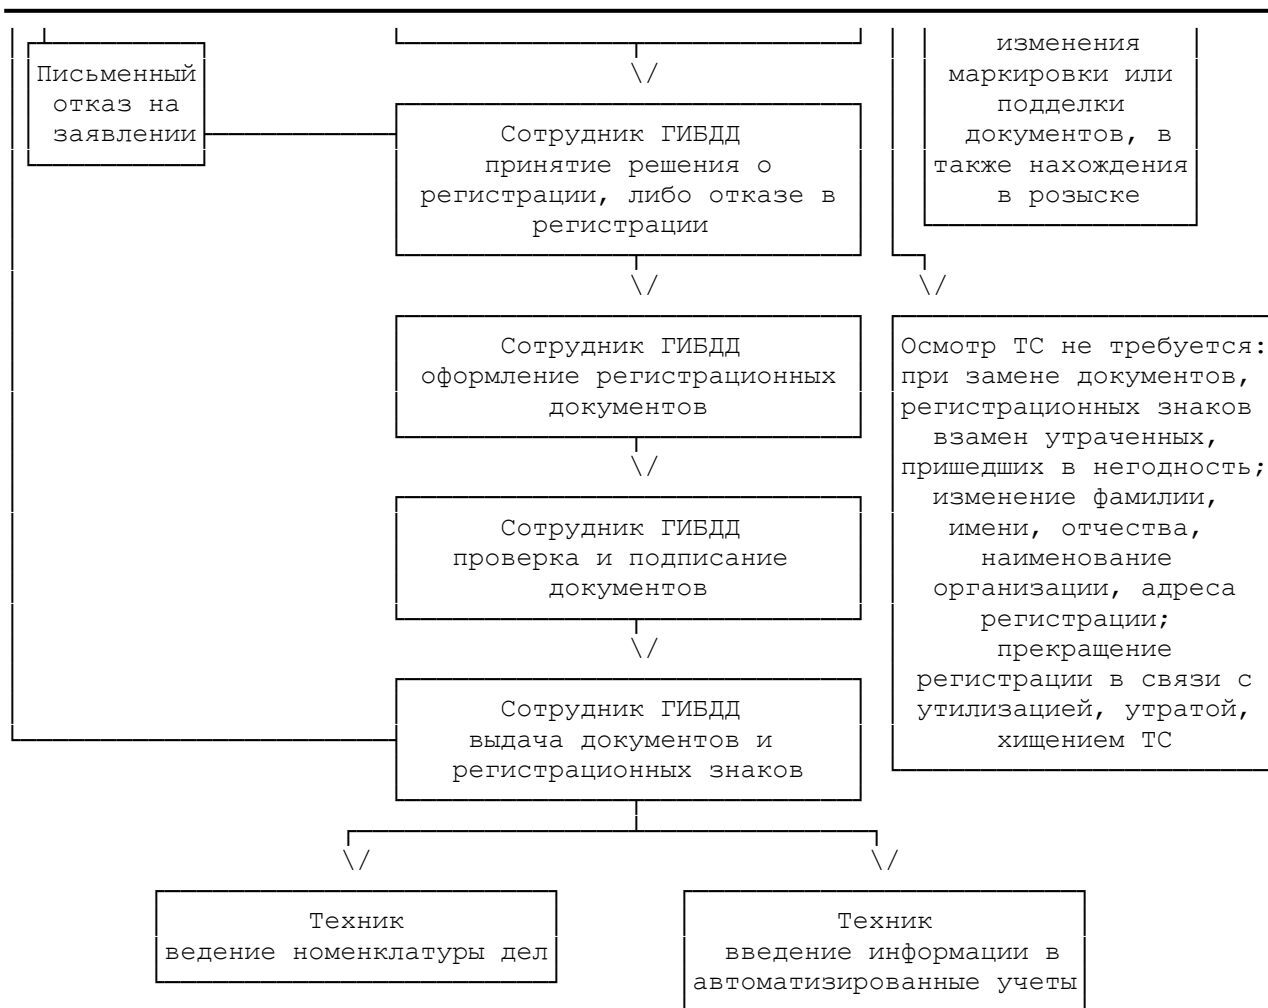 Письменный
отказ на
заявлении
изменения
маркировки или
подделки
документов, в
также нахождения
в розыске
Сотрудник ГИБДД
принятие решения о
регистрации, либо отказе в
регистрации
Сотрудник ГИБДД
оформление регистрационных
документов
Осмотр ТС не требуется:
при замене документов,
регистрационных знаков
взамен утраченных,
пришедших в негодность;
изменение фамилии,
имени, отчества,
наименование
организации, адреса
регистрации;
прекращение
регистрации в связи с
утилизацией, утратой,
хищением ТС
Сотрудник ГИБДД
проверка и подписание
документов
Сотрудник ГИБДД
выдача документов и
регистрационных знаков
Техник
ведение номенклатуры дел
Техник
введение информации в
автоматизированные учеты